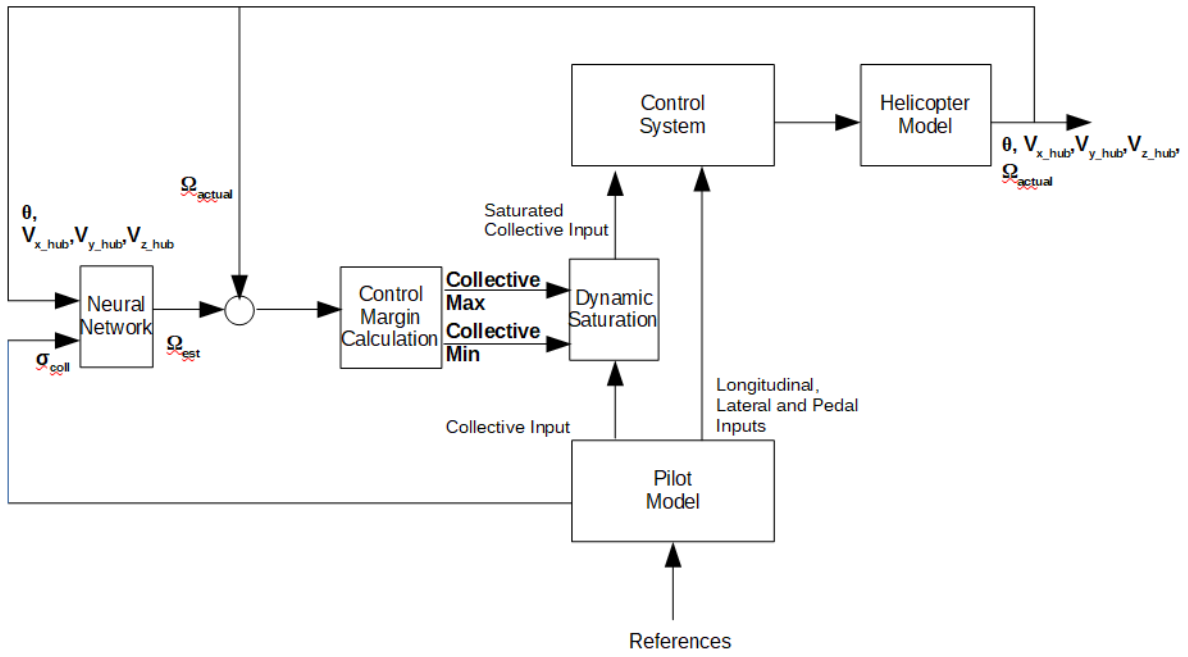 Control
System
Helicopter
Model
θ, Vx_hub,Vy_hub,Vz_hub,
Ωactual
Ωactual
Saturated
Collective Input
θ,
Vx_hub,Vy_hub,Vz_hub
Neural
Network
σcoll
Ωest
Control
Margin
Calculation
Collective
Max
Collective
Min
Dynamic
Saturation
Longitudinal,
Lateral and Pedal
Inputs
Collective Input
Pilot
Model
References